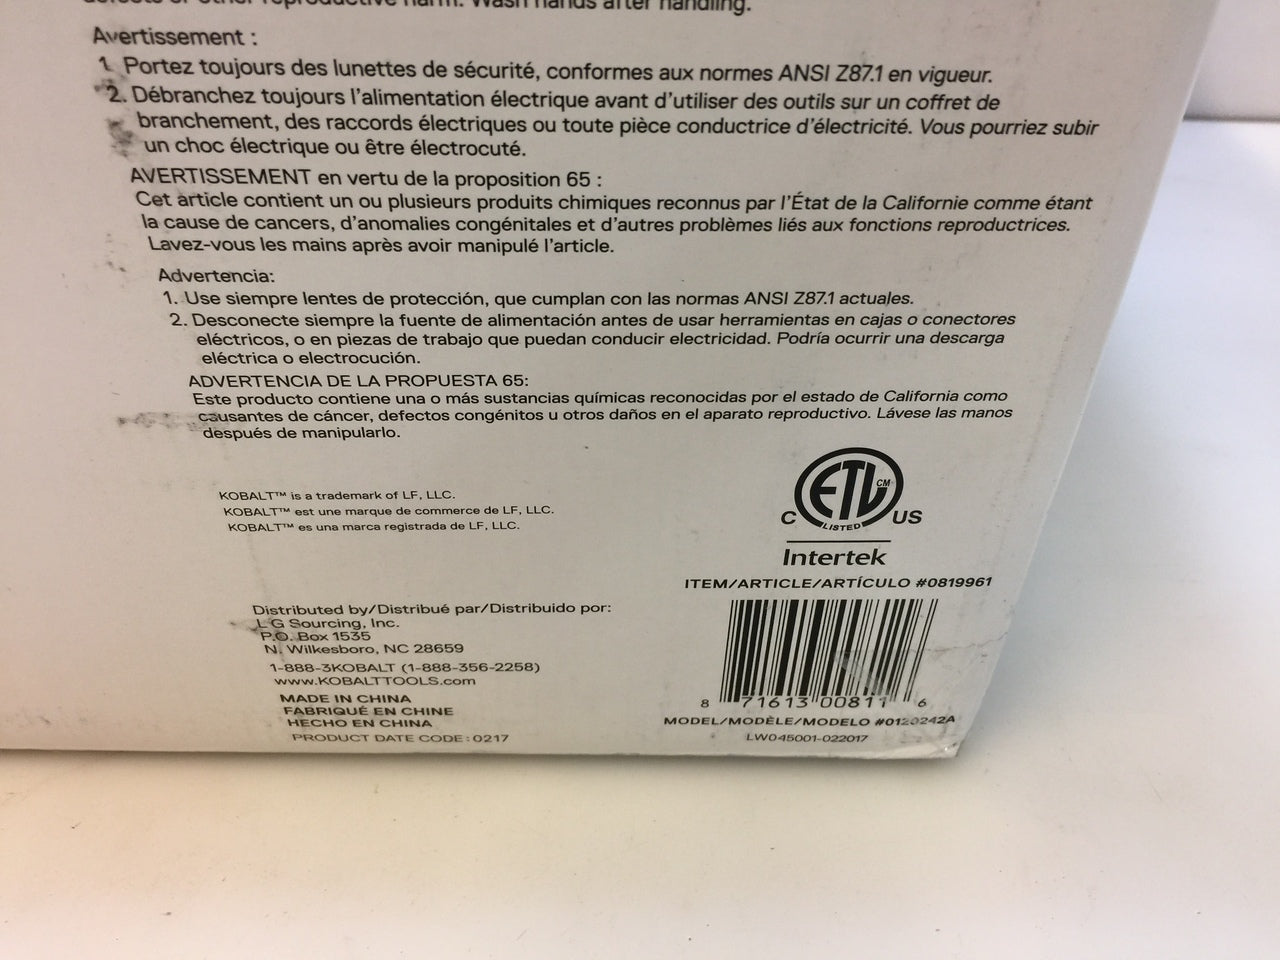 defects or other reproductive harm. Wash hands after handling.
Avertissement :
1. Portez toujours des lunettes de sécurité, conformes aux normes ANSI Z87.1 en vigueur.
2. Débranchez toujours l'alimentation électrique avant d'utiliser des outils sur un coffret de
branchement, des raccords électriques ou toute pièce conductrice d'électricité. Vous pourriez subir
un choc électrique ou être électrocuté.
AVERTISSEMENT en vertu de la proposition 65 :
Cet article contient un ou plusieurs produits chimiques reconnus par l'État de la Californie comme étant
la cause de cancers, d'anomalies congénitales et d'autres problèmes liés aux fonctions reproductrices.
Lavez-vous les mains après avoir manipulé l'article.
Advertencia:
1. Use siempre lentes de protección, que cumplan con las normas ANSI Z87.1 actuales.
2. Desconecte siempre la fuente de alimentación antes de usar herramientas en cajas o conectores
eléctricos, o en piezas de trabajo que puedan conducir electricidad. Podría ocurrir una descarga
eléctrica o electrocución.
ADVERTENCIA DE LA PROPUESTA 65:
Este producto contiene una o más sustancias químicas reconocidas por el estado de California como
causantes de cáncer, defectos congénitos u otros daños en el aparato reproductivo. Lávese las manos
después de manipularlo.
KOBALT™ is a trademark of LF, LLC.
KOBALT™ est une marque de commerce de LF, LLC.
KOBALT™ es una marca registrada de LF, LLC.
ETL CM
C LISTED US
Intertek
ITEM/ARTICLE/ARTÍCULO #0819961
Distributed by/Distribué par/Distribuido por:
LG Sourcing, Inc.
P.O. Box 1535
N. Wilkesboro, NC 28659
1-888-3KOBALT (1-888-356-2258)
www.KOBALTTOOLS.com
MADE IN CHINA
FABRIQUÉ EN CHINE
HECHO EN CHINA
PRODUCT DATE CODE: 0217
8 71613 00811 6
MODEL/MODÈLE/MODELO #0120242A
LW045001-022017